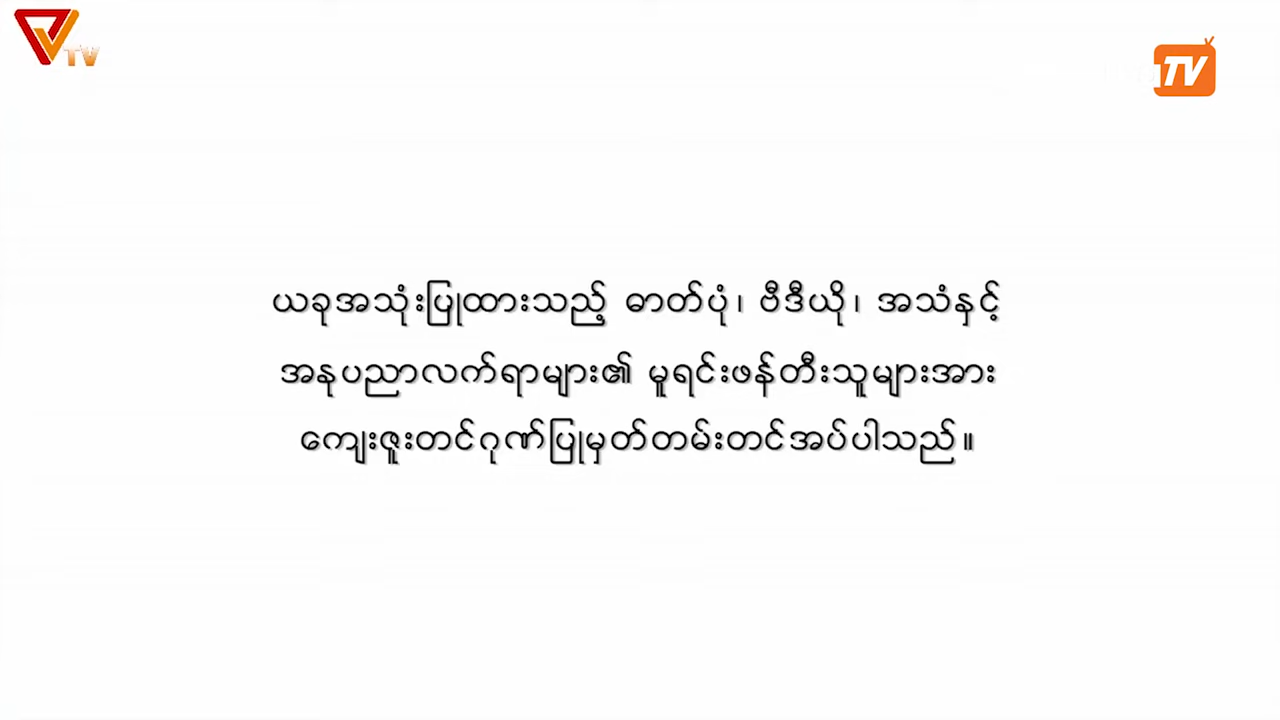 TV
TV
ယခုအသုံးပြုထားသည့် ဓာတ်ပုံ၊ ဗီဒီယို၊ အသံနှင့်
အနုပညာလက်ရာများ၏ မူရင်းဖန်တီးသူများအား
ကျေးဇူးတင်ဂုဏ်ပြုမှတ်တမ်းတင်အပ်ပါသည်။